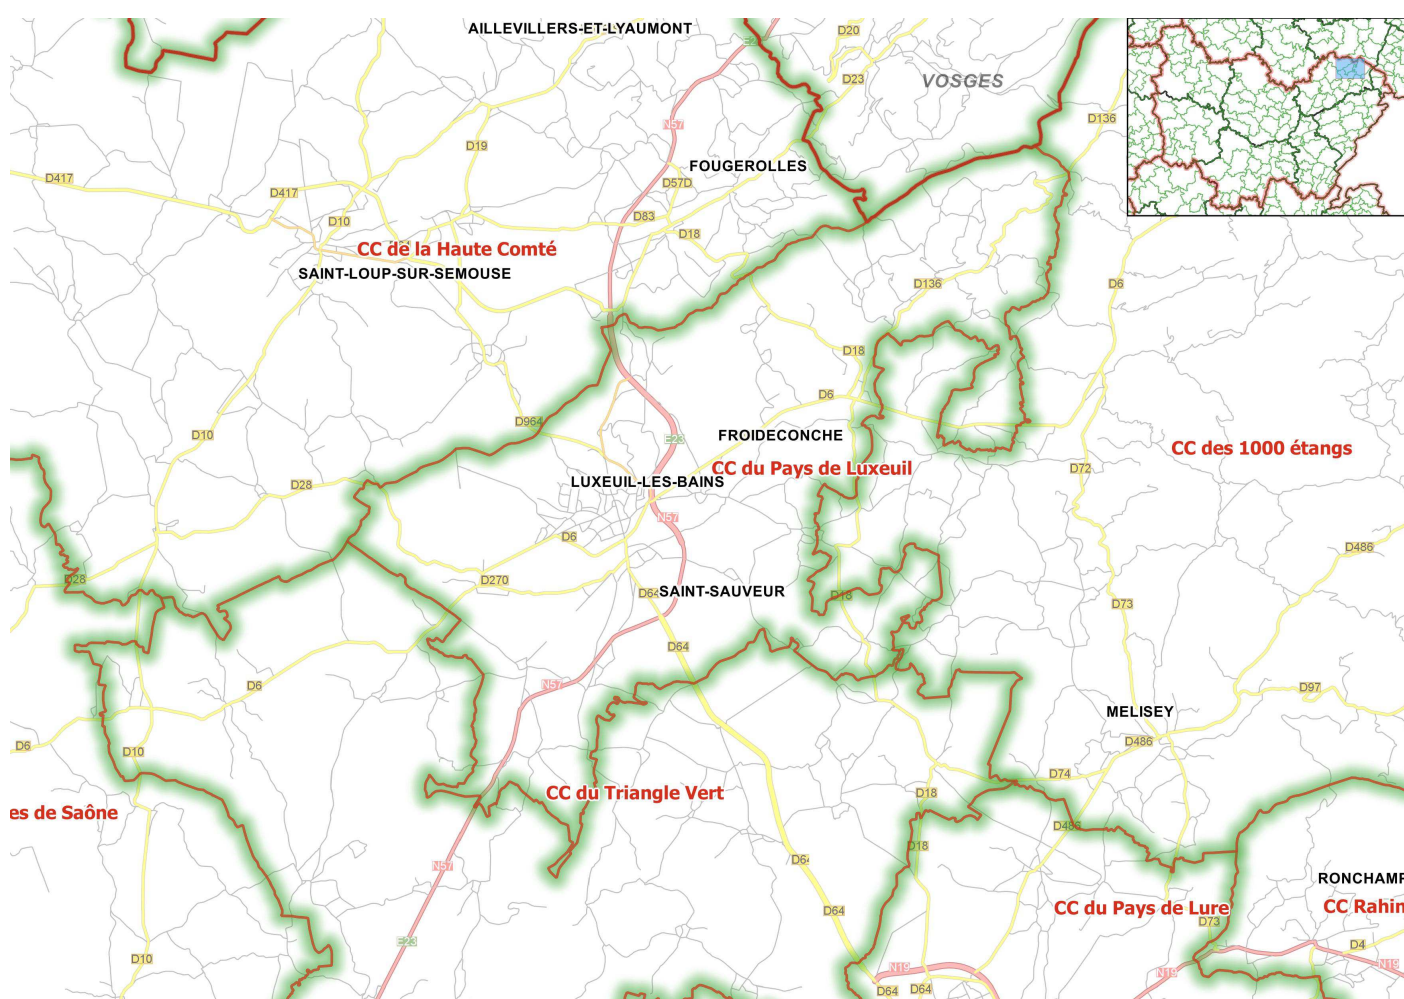 AILLEVILLERS-ET-LYAUMONT
D20
D23
VOSGES
D136
N57
D19
FOUGEROLLES
D417
D57D
D417
D10
D83
D18
CC de la Haute Comté
SAINT-LOUP-SUR-SEMOUSE
D136
D6
D18
D6
D964
D10
FROIDECONCHE
E23
CC des 1000 étangs
CC du Pays de Luxeuil
D72
LUXEUIL-LES-BAINS
D28
N57
D6
D486
D28
D270
D64
SAINT-SAUVEUR
D18
D73
D64
D6
N57
D97
MELISEY
D6
D10
D486
D74
CC du Triangle Vert
D18
es de Saône
D486
D18
D64
N57
RONCHAMP
CC du Pays de Lure
CC Rahin
D64
D73
E23
D4
D10
N19
N19
N19
D64
D64